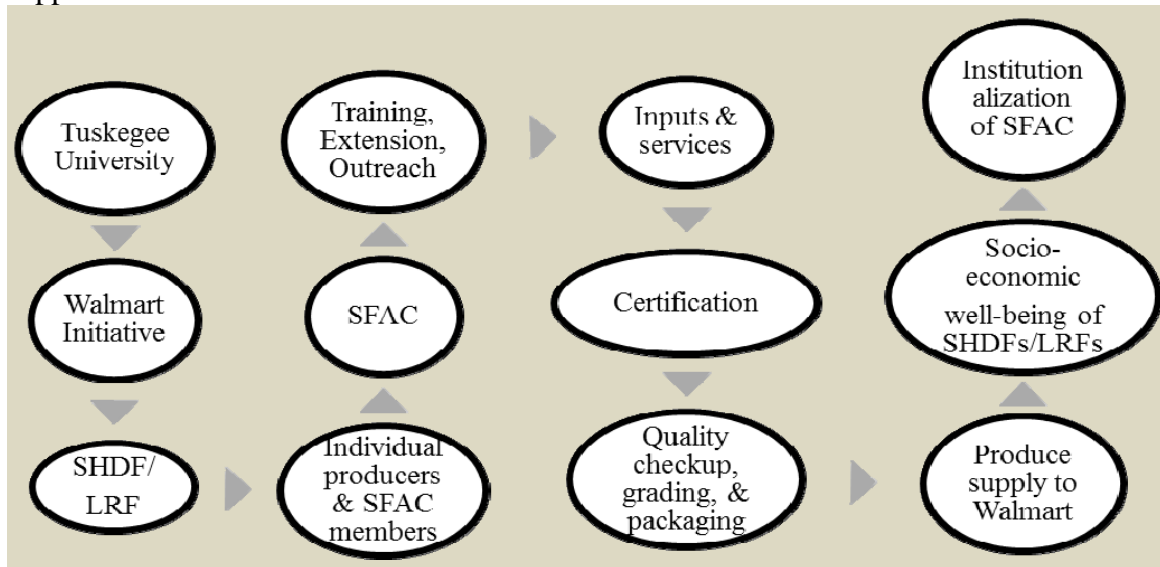 Tuskegee
University
Walmart
Initiative
SHDF/
LRF
Individual
producers
& SFAC
members
SFAC
Training,
Extension,
Outreach
Inputs &
services
Certification
Quality
checkup,
grading, &
packaging
Produce
supply to
Walmart
Socio-
economic
well-being of
SHDFs/LRFs
Institution
alization
of SFAC